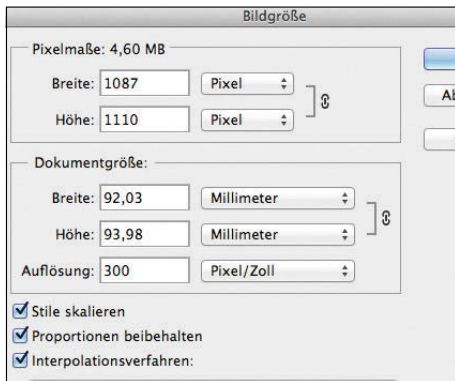 Bildgröße
Pixelmaße: 4,60 MB
Breite: 1087 Pixel
Höhe: 1110 Pixel
Dokumentgröße:
Breite: 92,03 Millimeter
Höhe: 93,98 Millimeter
Auflösung: 300 Pixel/Zoll
Stile skalieren
Proportionen beibehalten
Interpolationsverfahren: